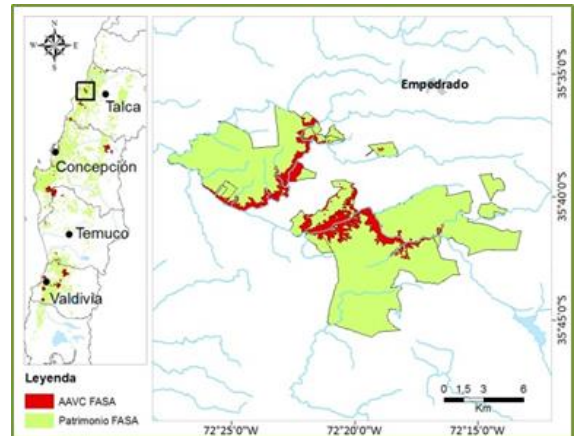 N
W
E
S
Talca
Concepción
Temuco
Valdivia
Leyenda
AAVC FASA
Patrimonio FASA
Empedrado
35°35'0"S
35°40'0"S
35°45'0"S
0 1,5 3 6
Km
72°25'0"W
72°20'0"W
72°15'0"W